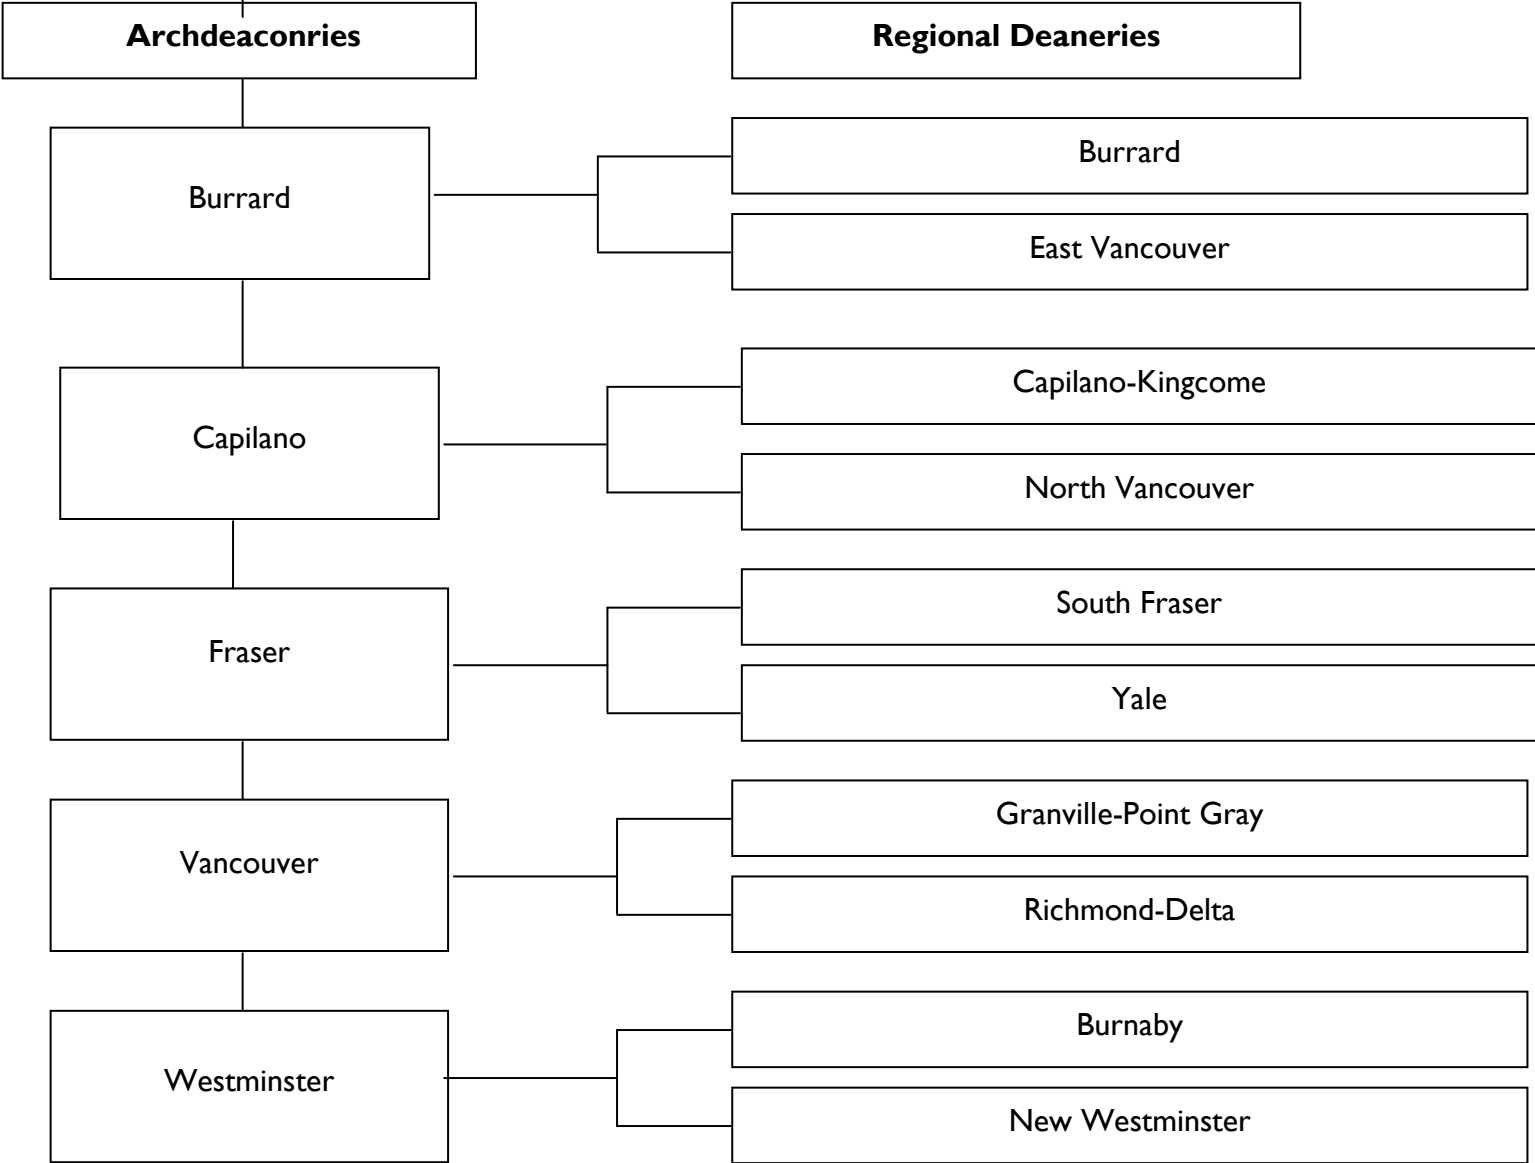 Archdeaconries
Regional Deaneries
Burrard
Burrard
East Vancouver
Capilano
Capilano-Kingcome
North Vancouver
Fraser
South Fraser
Yale
Vancouver
Granville-Point Gray
Richmond-Delta
Westminster
Burnaby
New Westminster